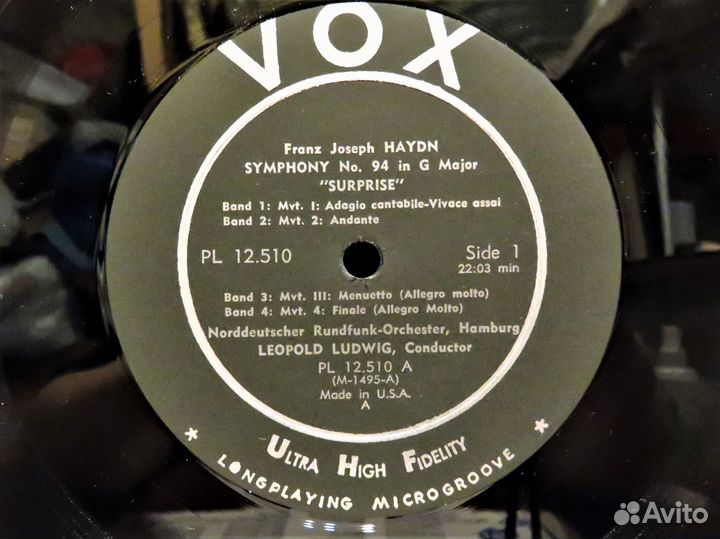 VOX
Franz Joseph HAYDN
SYMPHONY No. 94 in G Major
"SURPRISE"
Band 1: Mvt. I: Adagio cantabile-Vivace assai
Band 2: Mvt. 2: Andante
PL 12.510
Side 1
22:03 min
Band 3: Mvt. III: Menuetto (Allegro molto)
Band 4: Mvt. 4: Finale (Allegro Molto)
Norddeutscher Rundfunk-Orchester, Hamburg
LEOPOLD LUDWIG, Conductor
PL 12.510 A
(M-1495-A)
Made in U.S.A.
A
ULTRA HIGH FIDELITY
* LONGPLAYING MICROGROOVE *
Avito